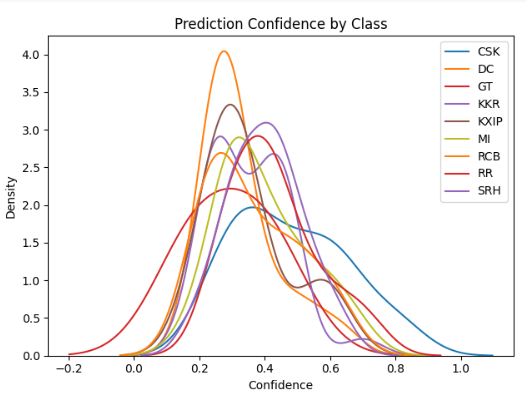 Prediction Confidence by Class
4.0
3.5
3.0
2.5
2.0
1.5
1.0
0.5
0.0
Density
−0.2 0.0 0.2 0.4 0.6 0.8 1.0
Confidence
CSK
DC
GT
KKR
KXIP
MI
RCB
RR
SRH